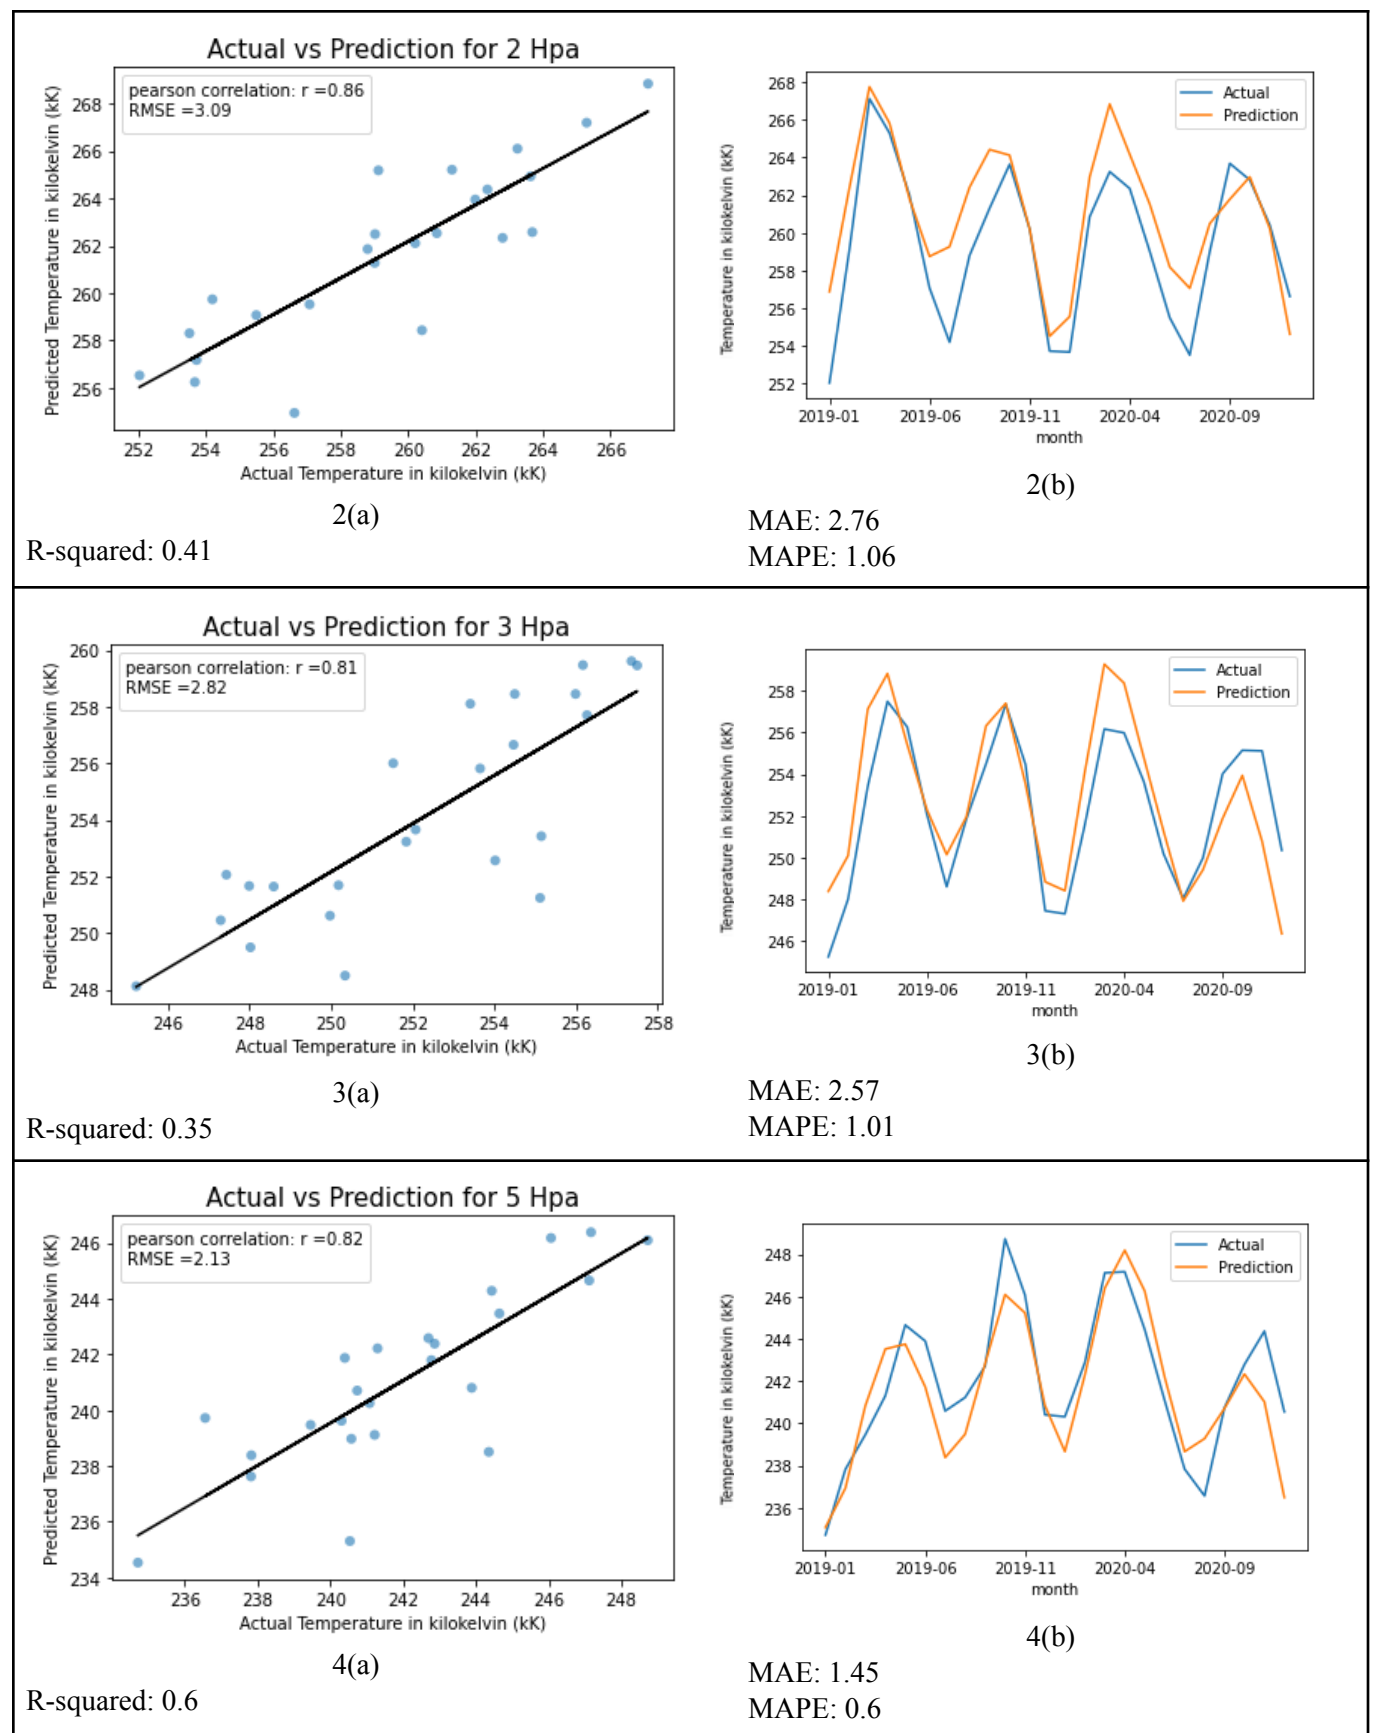 Actual vs Prediction for 2 Hpa
pearson correlation: r =0.86
RMSE =3.09
Predicted Temperature in kilokelvin (kK)
268
266
264
262
260
258
256
252 254 256 258 260 262 264 266
Actual Temperature in kilokelvin (kK)
2(a)
R-squared: 0.41
Actual
Prediction
Temperature in kilokelvin (kK)
268
266
264
262
260
258
256
254
252
2019-01 2019-06 2019-11 2020-04 2020-09
month
2(b)
MAE: 2.76
MAPE: 1.06
Actual vs Prediction for 3 Hpa
pearson correlation: r =0.81
RMSE =2.82
Predicted Temperature in kilokelvin (kK)
260
258
256
254
252
250
248
246 248 250 252 254 256 258
Actual Temperature in kilokelvin (kK)
3(a)
R-squared: 0.35
Actual
Prediction
Temperature in kilokelvin (kK)
258
256
254
252
250
248
246
2019-01 2019-06 2019-11 2020-04 2020-09
month
3(b)
MAE: 2.57
MAPE: 1.01
Actual vs Prediction for 5 Hpa
pearson correlation: r =0.82
RMSE =2.13
Predicted Temperature in kilokelvin (kK)
246
244
242
240
238
236
234
236 238 240 242 244 246 248
Actual Temperature in kilokelvin (kK)
4(a)
R-squared: 0.6
Actual
Prediction
Temperature in kilokelvin (kK)
248
246
244
242
240
238
236
2019-01 2019-06 2019-11 2020-04 2020-09
month
4(b)
MAE: 1.45
MAPE: 0.6